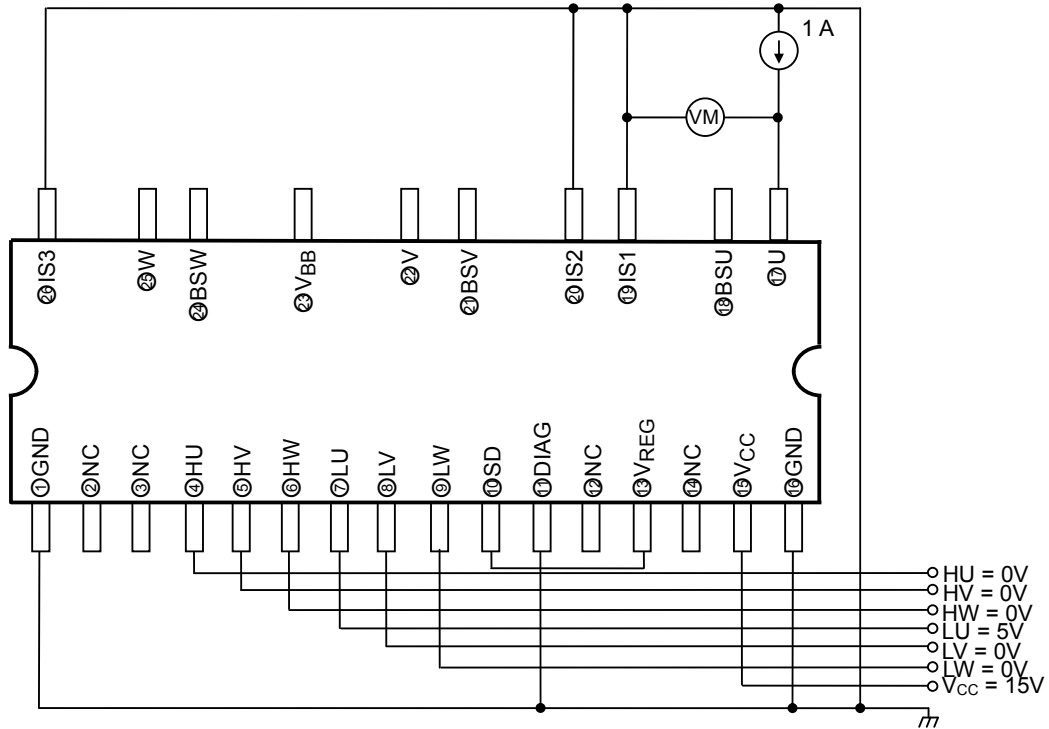 1 A
VM
㉖IS3
㉕W
㉔BSW
㉓VBB
㉒V
㉑BSV
⑳IS2
⑲IS1
⑱BSU
⑰U
①GND
②NC
③NC
④HU
⑤HV
⑥HW
⑦LU
⑧LV
⑨LW
⑩SD
⑪DIAG
⑫NC
⑬VREG
⑭NC
⑮VCC
⑯GND
HU = 0V
HV = 0V
HW = 0V
LU = 5V
LV = 0V
LW = 0V
VCC = 15V